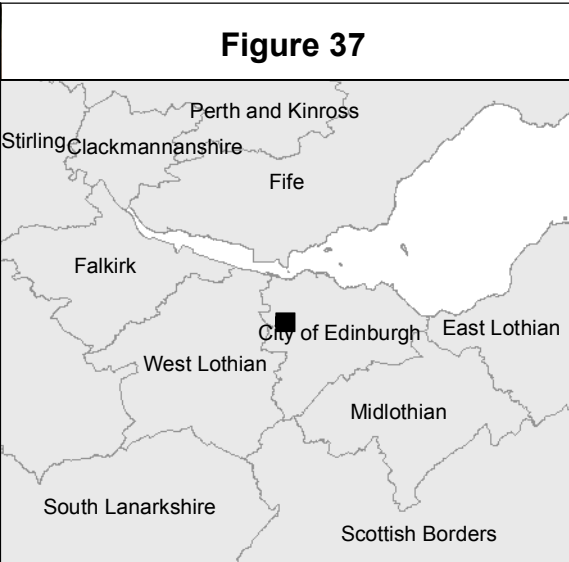 Figure 37
Perth and Kinross
Stirling
Clackmannanshire
Fife
Falkirk
City of Edinburgh
East Lothian
West Lothian
Midlothian
South Lanarkshire
Scottish Borders